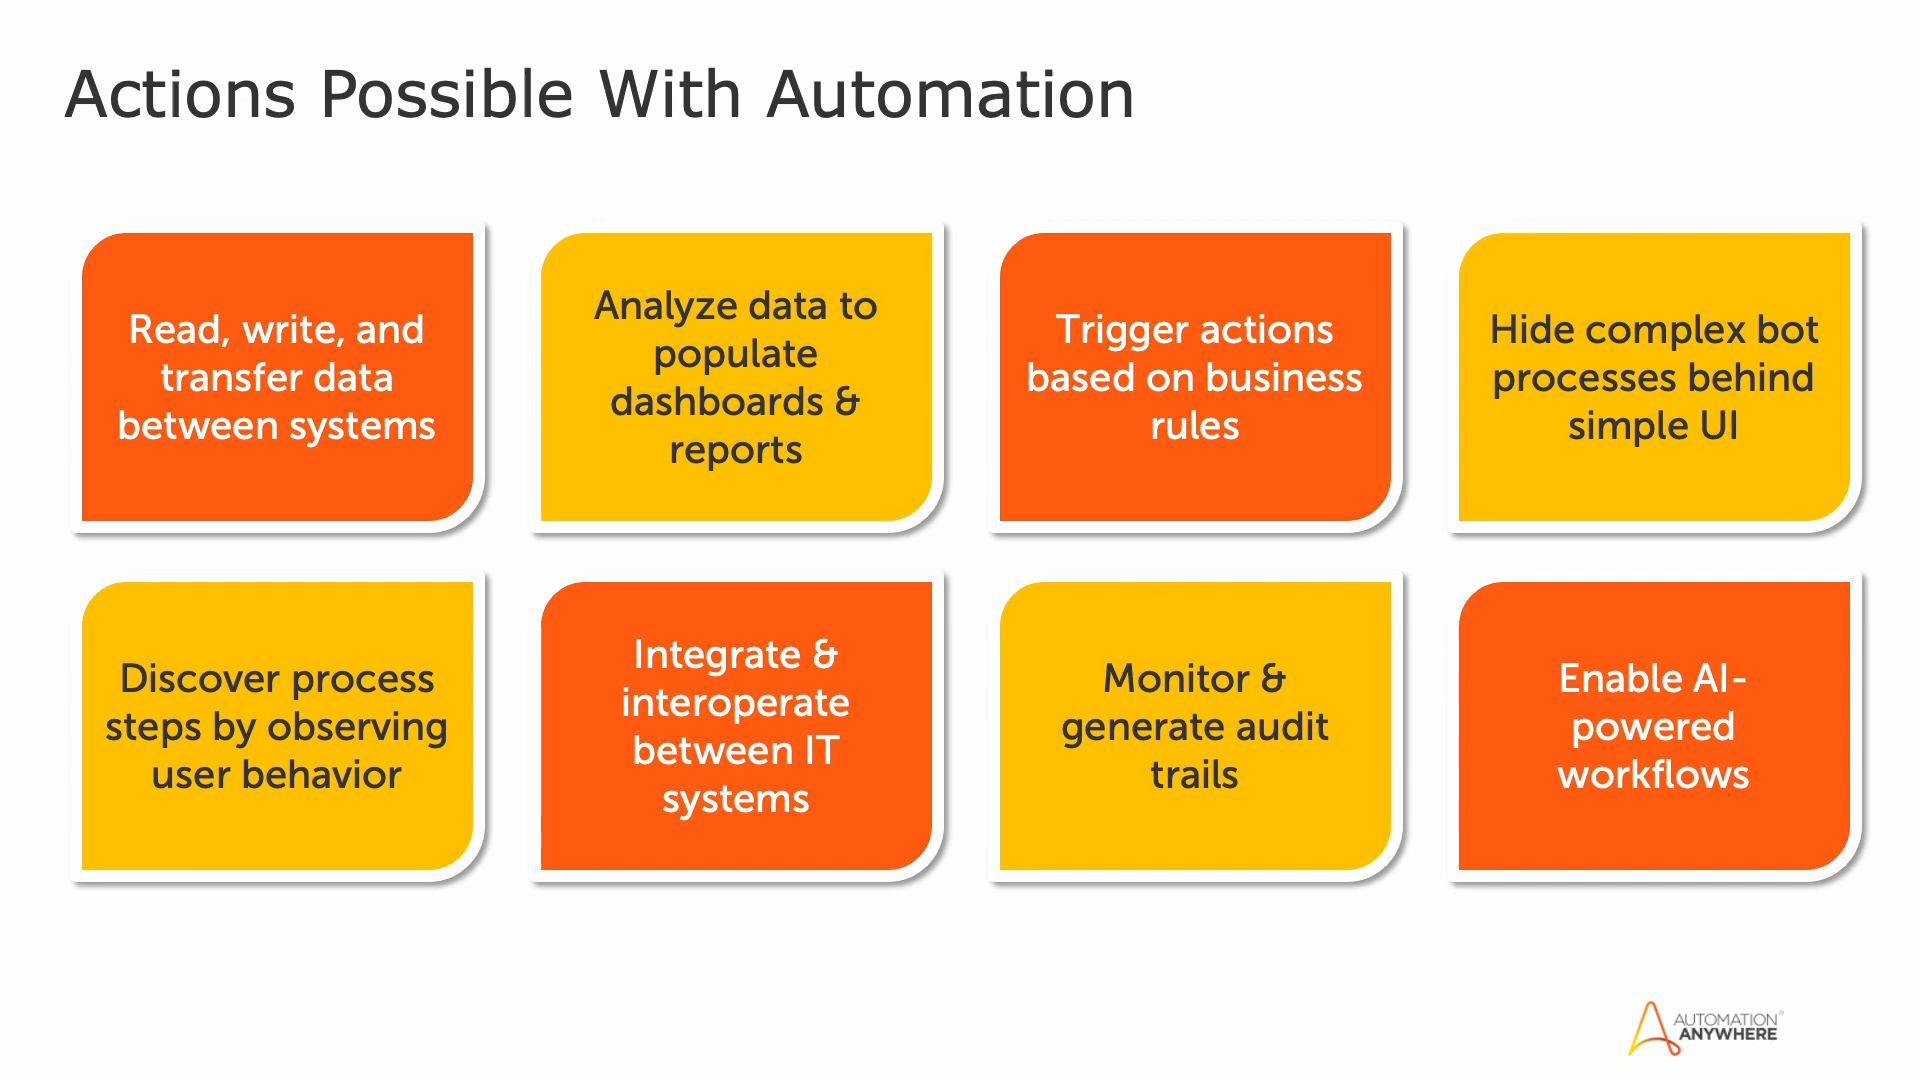 Actions Possible With Automation
Read, write, and
transfer data
between systems
Analyze data to
populate
dashboards &
reports
Trigger actions
based on business
rules
Hide complex bot
processes behind
simple UI
Discover process
steps by observing
user behavior
Integrate &
interoperate
between IT
systems
Monitor &
generate audit
trails
Enable AI-
powered
workflows
AUTOMATION®
ANYWHERE